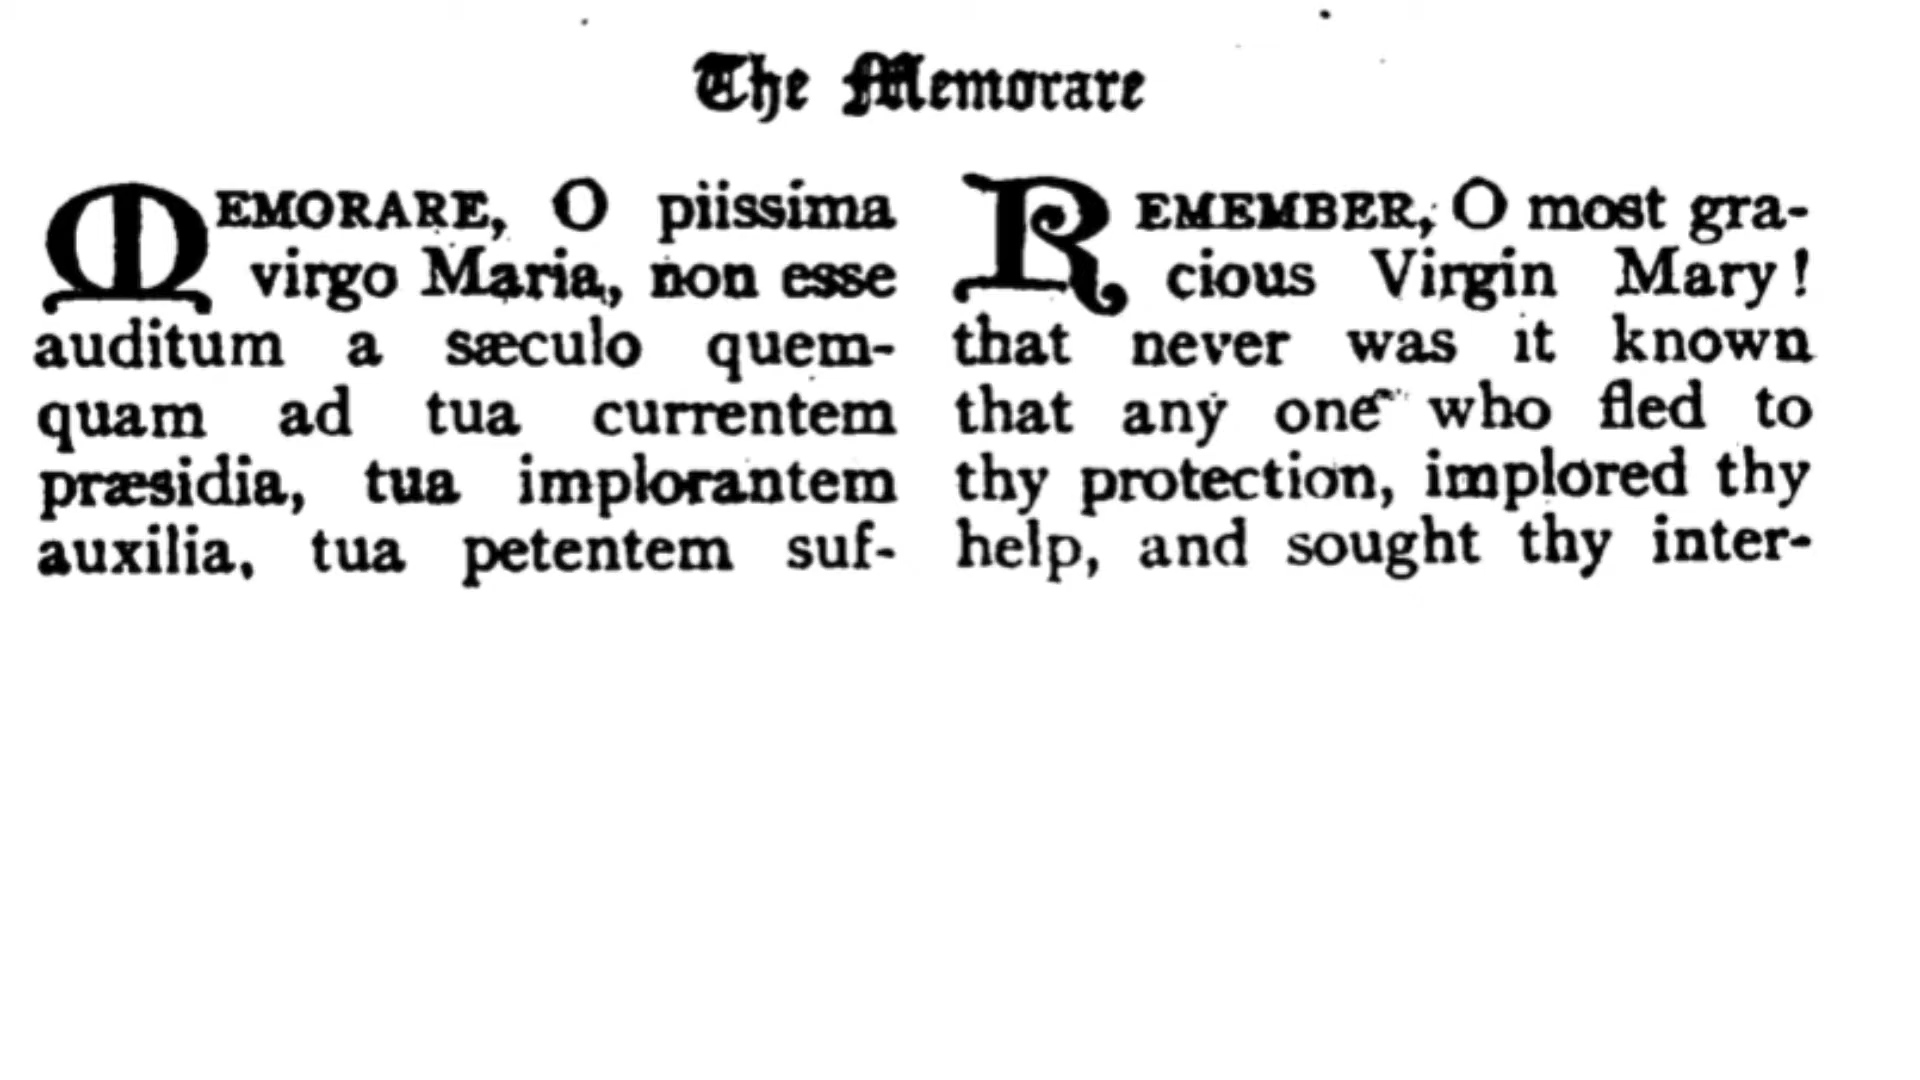 The Memorare
MEMORARE, O piissima
virgo Maria, non esse
auditum a sæculo quem-
quam ad tua currentem
præsidia, tua implorantem
auxilia, tua petentem suf-
REMEMBER, O most gra-
cious Virgin Mary!
that never was it known
that any one who fled to
thy protection, implored thy
help, and sought thy inter-